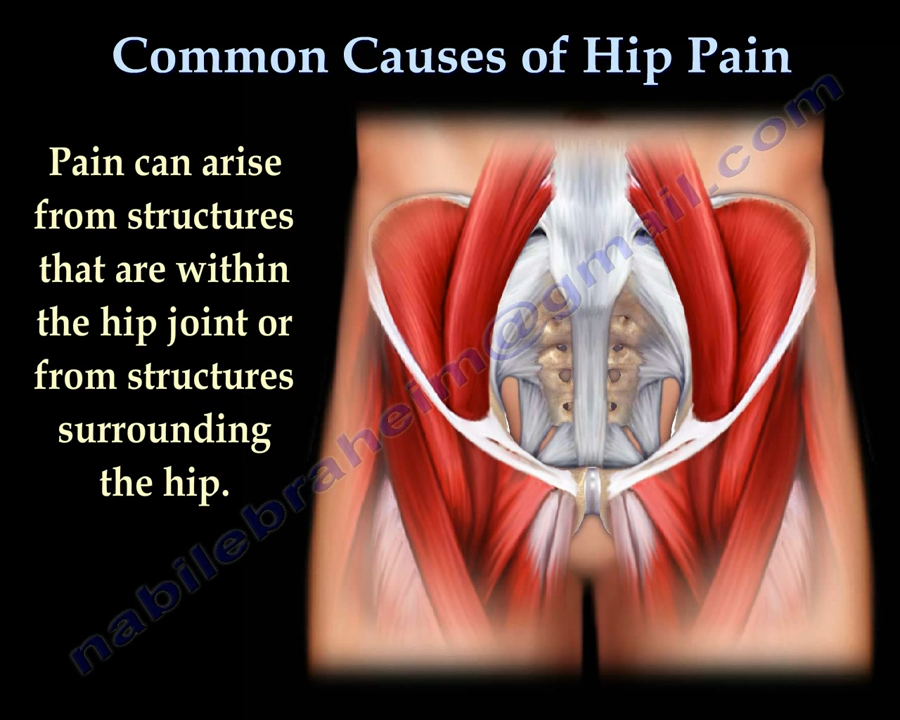 Common Causes of Hip Pain
Pain can arise
from structures
that are within
the hip joint or
from structures
surrounding
the hip.
nabilebraheim@gmail.com